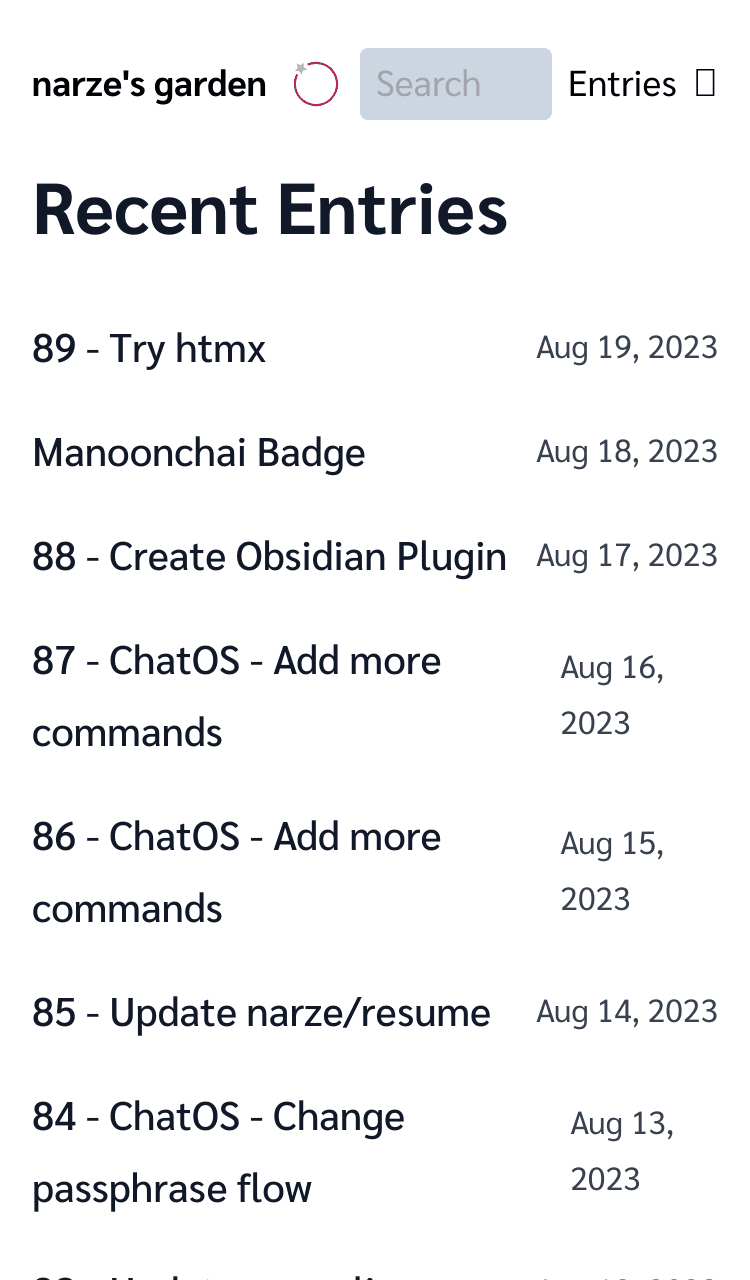 narze's garden Search Entries
Recent Entries
89 - Try htmx Aug 19, 2023
Manoonchai Badge Aug 18, 2023
88 - Create Obsidian Plugin Aug 17, 2023
87 - ChatOS - Add more
commands
Aug 16,
2023
86 - ChatOS - Add more
commands
Aug 15,
2023
85 - Update narze/resume Aug 14, 2023
84 - ChatOS - Change
passphrase flow
Aug 13,
2023